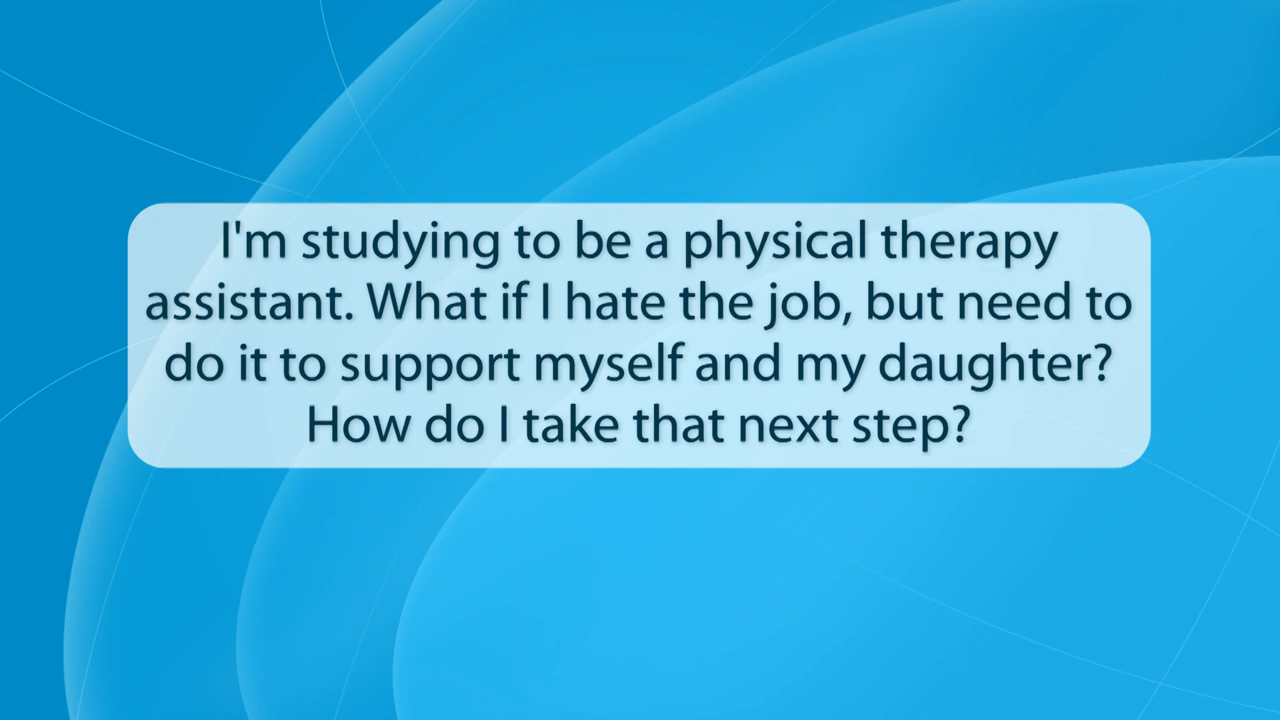 I'm studying to be a physical therapy
assistant. What if I hate the job, but need to
do it to support myself and my daughter?
How do I take that next step?